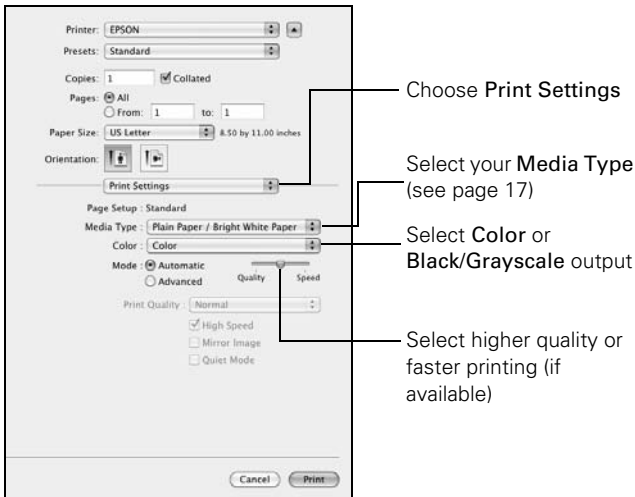 Printer: EPSON
Presets: Standard
Copies: 1 Collated
Pages: All
From: 1 to: 1
Paper Size: US Letter 8.50 by 11.00 inches
Orientation:
Print Settings
Page Setup : Standard
Media Type : Plain Paper / Bright White Paper
Color : Color
Mode : Automatic
Advanced
Quality Speed
Print Quality : Normal
High Speed
Mirror Image
Quiet Mode
Cancel Print
Choose Print Settings
Select your Media Type
(see page 17)
Select Color or
Black/Grayscale output
Select higher quality or
faster printing (if
available)